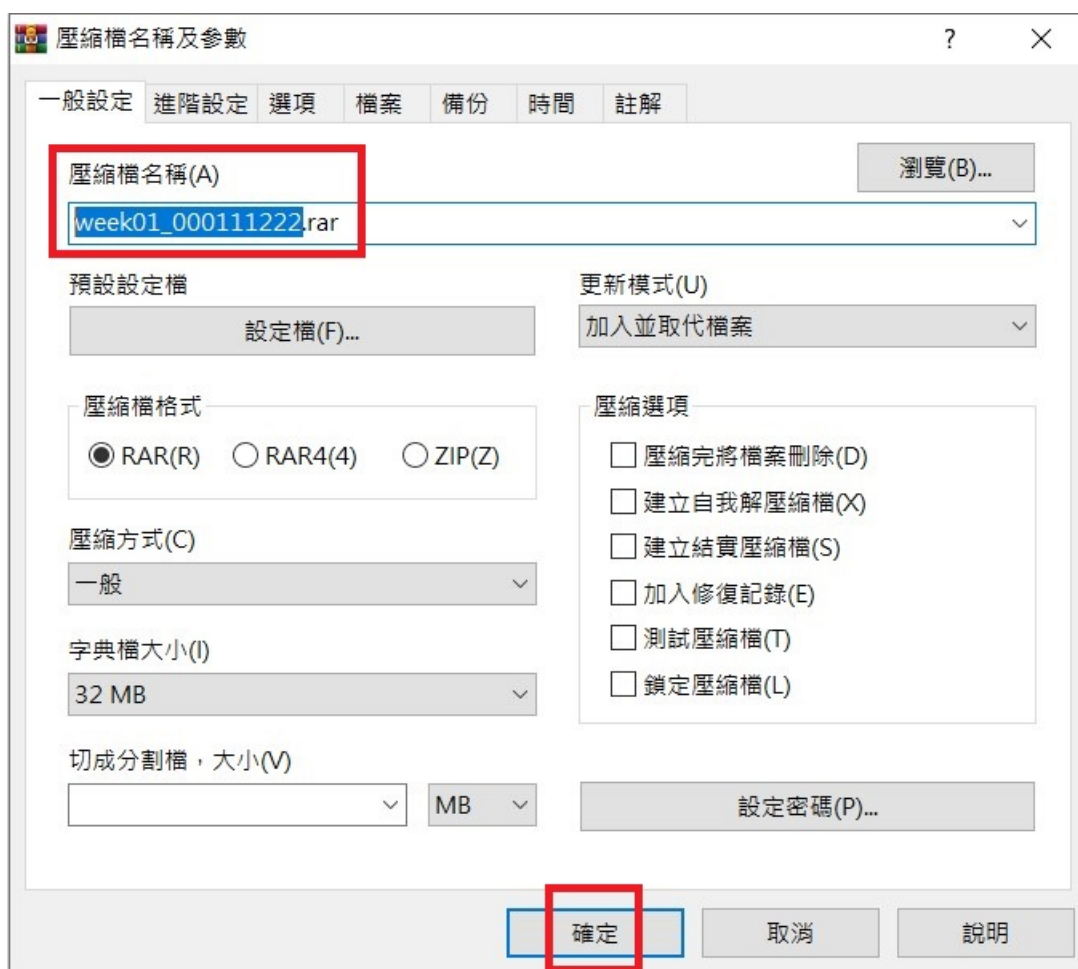 壓縮檔名稱及參數
?
一般設定 進階設定 選項 檔案 備份 時間 註解
壓縮檔名稱(A)
瀏覽(B)...
week01_000111222.rar
預設設定檔
更新模式(U)
設定檔(F)...
加入並取代檔案
壓縮檔格式
壓縮選項
RAR(R) RAR4(4) ZIP(Z)
壓縮完將檔案刪除(D)
建立自我解壓縮檔(X)
壓縮方式(C)
建立結實壓縮檔(S)
一般
加入修復記錄(E)
測試壓縮檔(T)
字典檔大小(I)
鎖定壓縮檔(L)
32 MB
切成分割檔，大小(V)
MB
設定密碼(P)...
確定 取消 說明